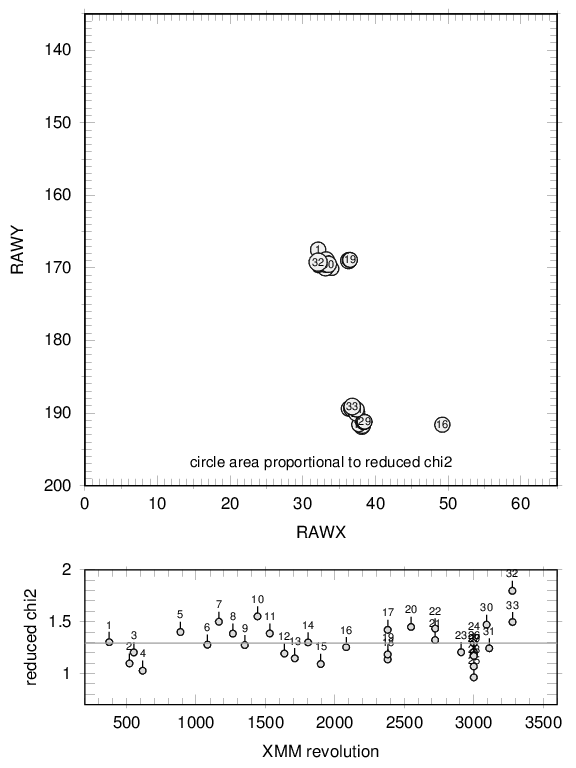 140
150
160
170
180
190
200
RAWY
1
32
0
19
33
29
16
circle area proportional to reduced chi2
0 10 20 30 40 50 60
RAWX
2
1.5
1
reduced chi2
1 2 3 4 5 6 7 8 9 10 11 12 13 14 15 16 17 19 20 22 21 23 24 30 31 32 33
500 1000 1500 2000 2500 3000 3500
XMM revolution